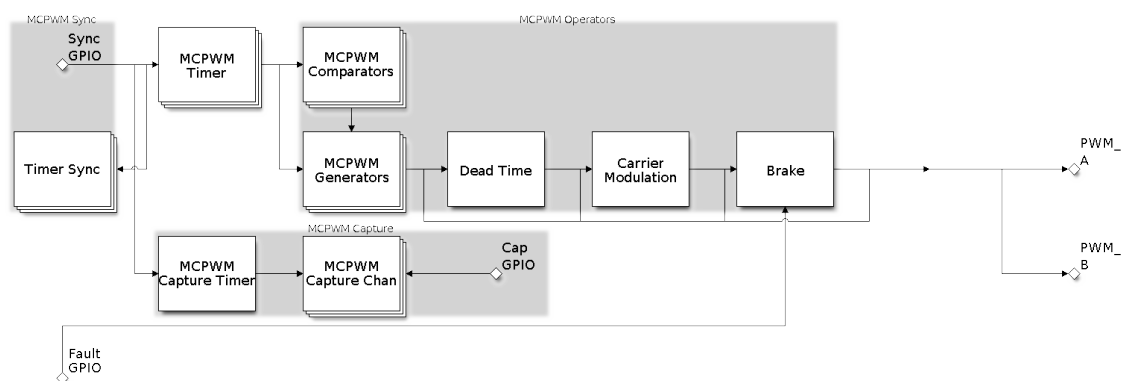 MCPWM Sync
MCPWM Operators
Sync
GPIO
MCPWM
Timer
MCPWM
Comparators
Timer Sync
MCPWM
Generators
Dead Time
Carrier
Modulation
Brake
PWM_
A
MCPWM Capture
MCPWM
Capture Timer
MCPWM
Capture Chan
Cap
GPIO
PWM_
B
Fault
GPIO